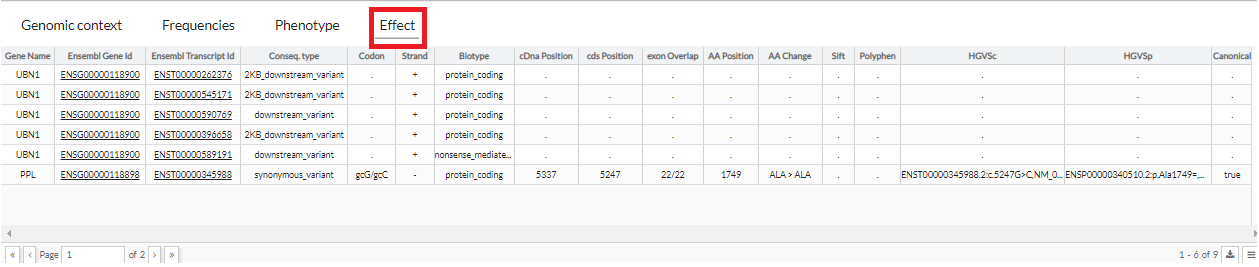 Genomic context Frequencies Phenotype Effect
Gene Name Ensembl Gene Id Ensembl Transcript Id Conseq. type Codon Strand Biotype cDna Position cds Position exon Overlap AA Position AA Change Sift Polyphen HGVSc HGVSp Canonical
UBN1 ENSG00000118900 ENST00000262376 2KB_downstream_variant . + protein_coding . . . . . . . . . .
UBN1 ENSG00000118900 ENST00000545171 2KB_downstream_variant . + protein_coding . . . . . . . . . .
UBN1 ENSG00000118900 ENST00000590769 downstream_variant . + protein_coding . . . . . . . . . .
UBN1 ENSG00000118900 ENST00000396658 2KB_downstream_variant . + protein_coding . . . . . . . . . .
UBN1 ENSG00000118900 ENST00000589191 downstream_variant . + nonsense_mediate... . . . . . . . . . .
PPL ENSG00000118898 ENST00000345988 synonymous_variant gcG/gcC - protein_coding 5337 5247 22/22 1749 ALA > ALA . . ENST00000345988.2:c.5247G>C,NM_0... ENSP00000340510.2:p.Ala1749=,... true
« ‹ Page 1 of 2 › » 1 - 6 of 9